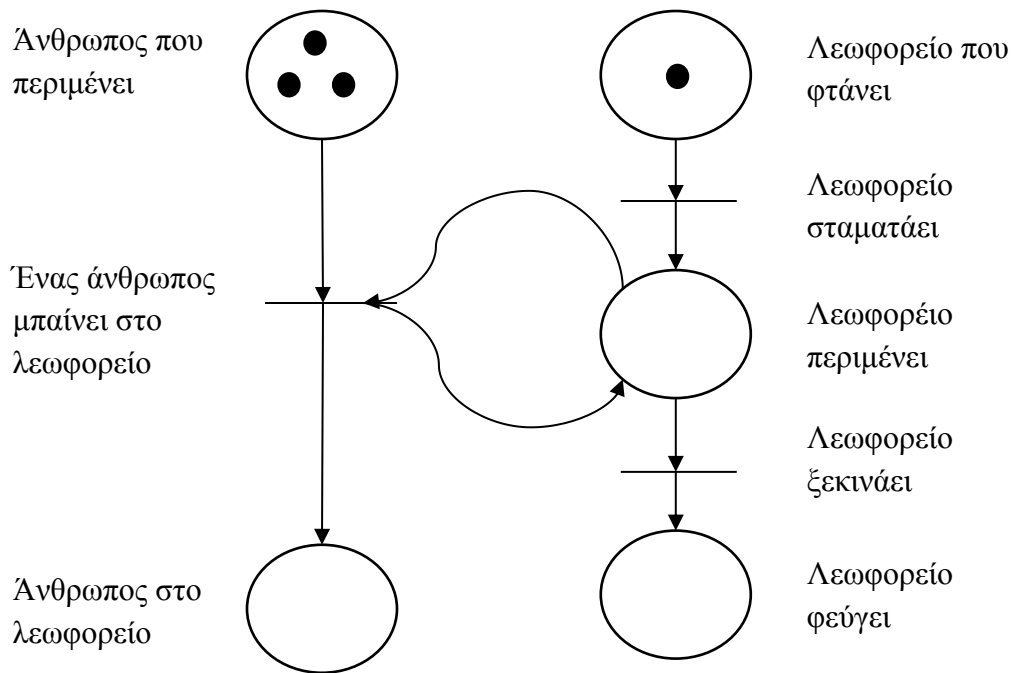 Άνθρωπος που
περιμένει
Λεωφορείο που
φτάνει
Λεωφορείο
σταματάει
Ένας άνθρωπος
μπαίνει στο
λεωφορείο
Λεωφορέιο
περιμένει
Λεωφορείο
ξεκινάει
Άνθρωπος στο
λεωφορείο
Λεωφορείο
φεύγει